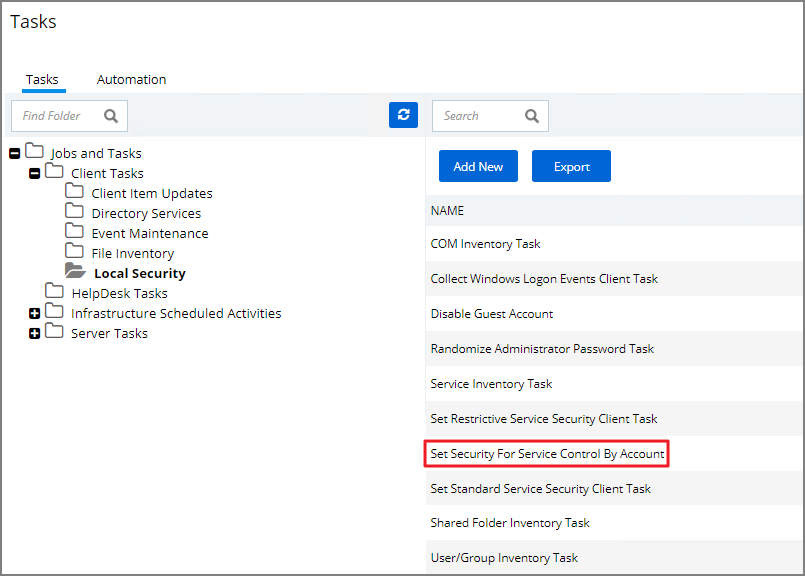 Tasks
Tasks
Automation
Find Folder
Search
Jobs and Tasks
Client Tasks
Client Item Updates
Directory Services
Event Maintenance
File Inventory
Local Security
HelpDesk Tasks
Infrastructure Scheduled Activities
Server Tasks
Add New
Export
NAME
COM Inventory Task
Collect Windows Logon Events Client Task
Disable Guest Account
Randomize Administrator Password Task
Service Inventory Task
Set Restrictive Service Security Client Task
Set Security For Service Control By Account
Set Standard Service Security Client Task
Shared Folder Inventory Task
User/Group Inventory Task